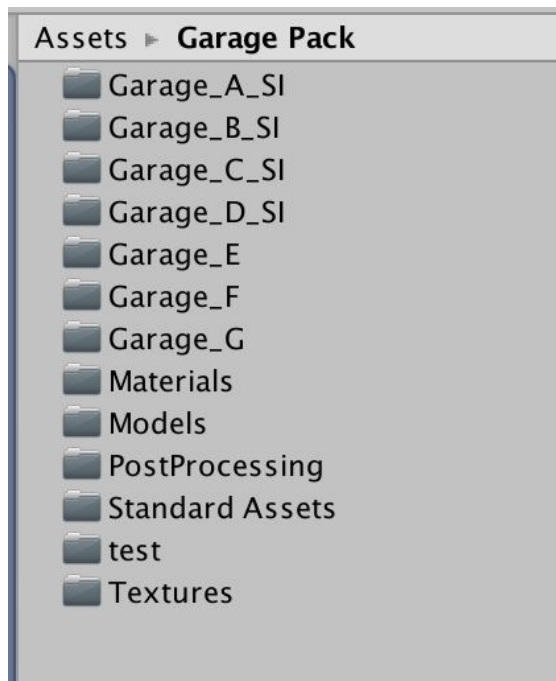 Assets ▸ Garage Pack
Garage_A_SI
Garage_B_SI
Garage_C_SI
Garage_D_SI
Garage_E
Garage_F
Garage_G
Materials
Models
PostProcessing
Standard Assets
test
Textures